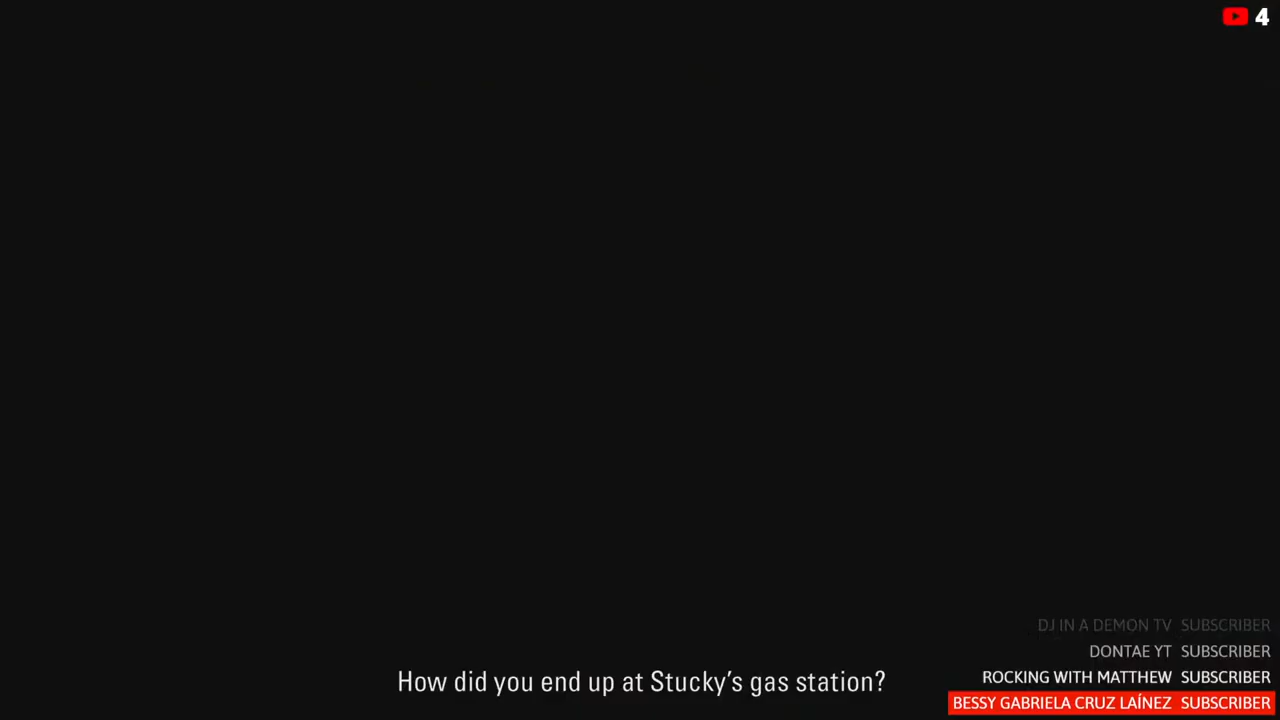 4
DJ IN A DEMON TV SUBSCRIBER
DONTAE YT SUBSCRIBER
ROCKING WITH MATTHEW SUBSCRIBER
How did you end up at Stucky's gas station?
BESSY GABRIELA CRUZ LAÍNEZ SUBSCRIBER